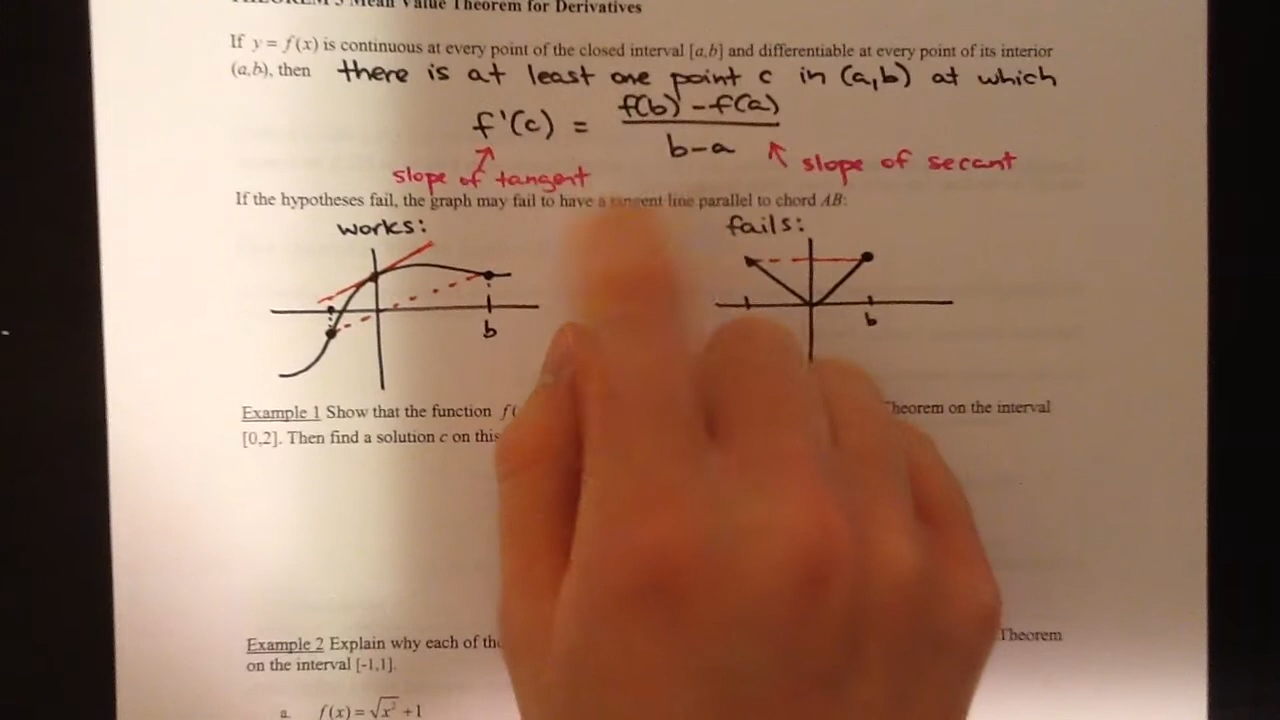 Mean Value Theorem for Derivatives
If y = f(x) is continuous at every point of the closed interval [a,b] and differentiable at every point of its interior
(a,b), then there is at least one point c in (a,b) at which
f'(c) = f(b) - f(a) / b-a
slope of tangent
slope of secant
If the hypotheses fail, the graph may fail to have a tangent line parallel to chord AB:
works:
fails:
b
b
Example 1 Show that the function f( Theorem on the interval
[0,2]. Then find a solution c on this
Example 2 Explain why each of the Theorem
on the interval [-1,1].
a. f(x) = √x² + 1